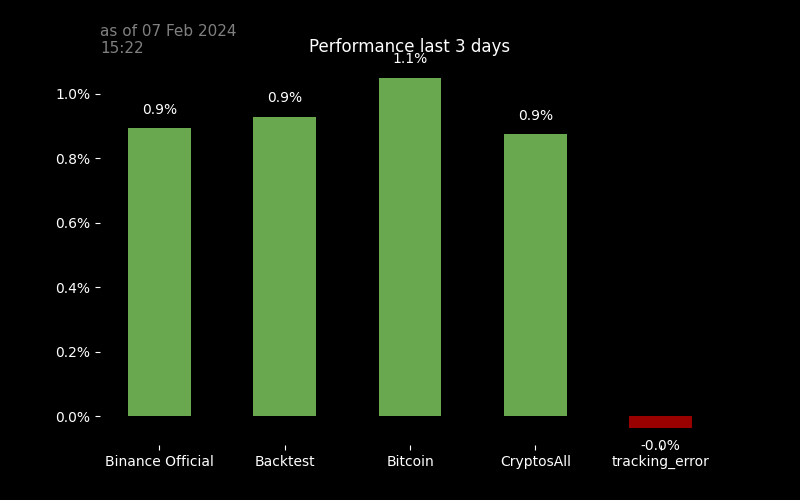 as of 07 Feb 2024
15:22
Performance last 3 days
1.1%
1.0%
0.9%
0.9%
0.9%
0.8%
0.6%
0.4%
0.2%
0.0%
-0.0%
Binance Official
Backtest
Bitcoin
CryptosAll
tracking_error